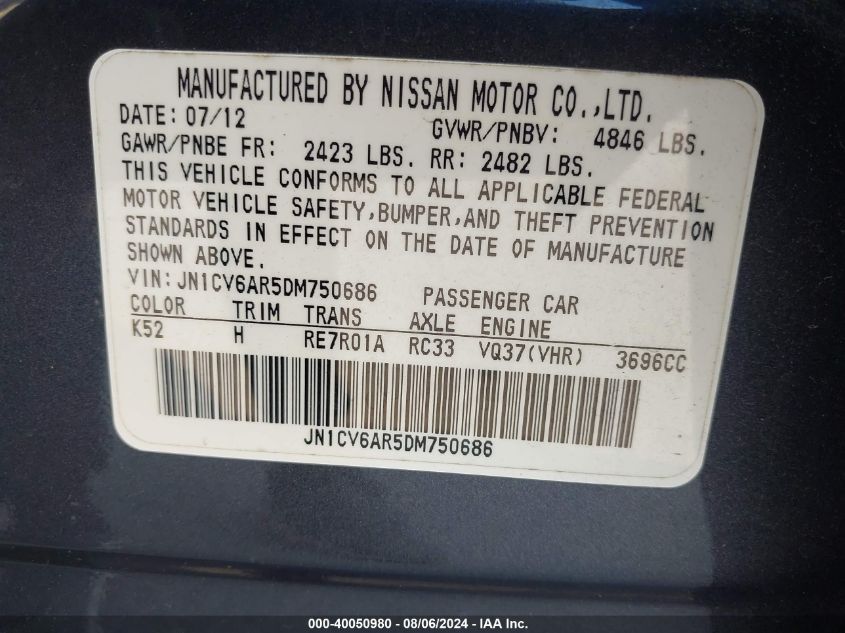 MANUFACTURED BY NISSAN MOTOR CO.,LTD.
DATE: 07/12 GVWR/PNBV: 4846 LBS.
GAWR/PNBE FR: 2423 LBS. RR: 2482 LBS.
THIS VEHICLE CONFORMS TO ALL APPLICABLE FEDERAL
MOTOR VEHICLE SAFETY,BUMPER,AND THEFT PREVENTION
STANDARDS IN EFFECT ON THE DATE OF MANUFACTURE
SHOWN ABOVE.
VIN:JN1CV6AR5DM750686 PASSENGER CAR
COLOR TRIM TRANS AXLE ENGINE
K52 H RE7R01A RC33 VQ37(VHR) 3696CC
JN1CV6AR5DM750686
000-40050980 - 08/06/2024 - IAA Inc.